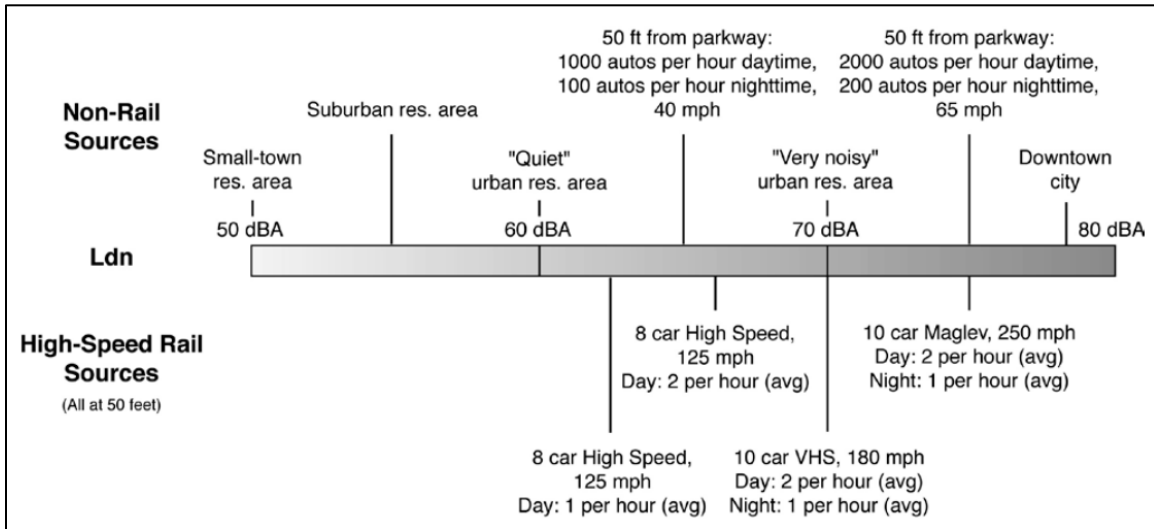 Non-Rail
Sources
Small-town
res. area
Suburban res. area
"Quiet"
urban res. area
50 ft from parkway:
1000 autos per hour daytime,
100 autos per hour nighttime,
40 mph
"Very noisy"
urban res. area
50 ft from parkway:
2000 autos per hour daytime,
200 autos per hour nighttime,
65 mph
Downtown
city
50 dBA
60 dBA
70 dBA
80 dBA
Ldn
High-Speed Rail
Sources
(All at 50 feet)
8 car High Speed,
125 mph
Day: 1 per hour (avg)
8 car High Speed,
125 mph
Day: 2 per hour (avg)
10 car VHS, 180 mph
Day: 2 per hour (avg)
Night: 1 per hour (avg)
10 car Maglev, 250 mph
Day: 2 per hour (avg)
Night: 1 per hour (avg)